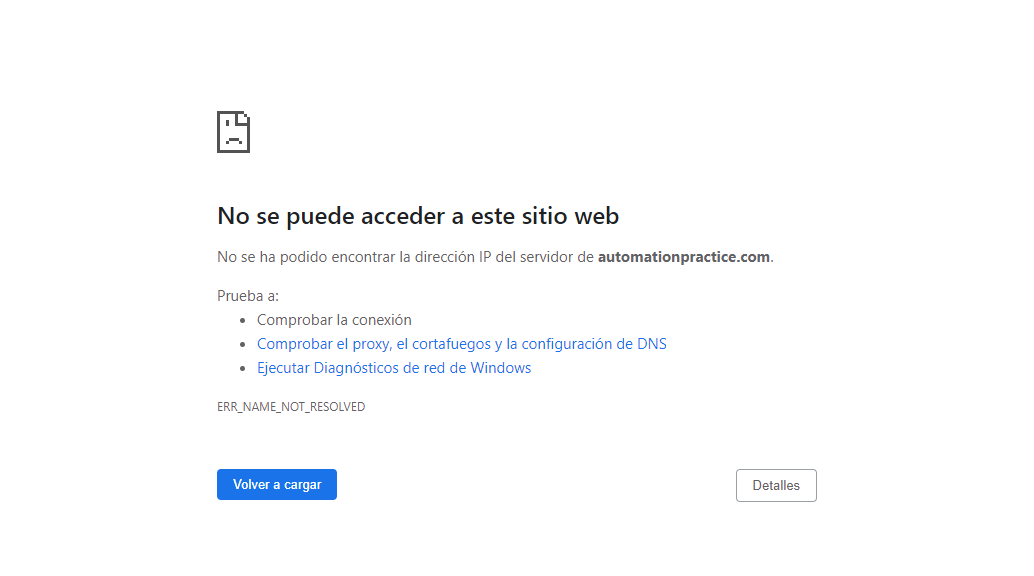 No se puede acceder a este sitio web
No se ha podido encontrar la dirección IP del servidor de automationpractice.com.
Prueba a:
Comprobar la conexión
Comprobar el proxy, el cortafuegos y la configuración de DNS
Ejecutar Diagnósticos de red de Windows
ERR_NAME_NOT_RESOLVED
Volver a cargar
Detalles